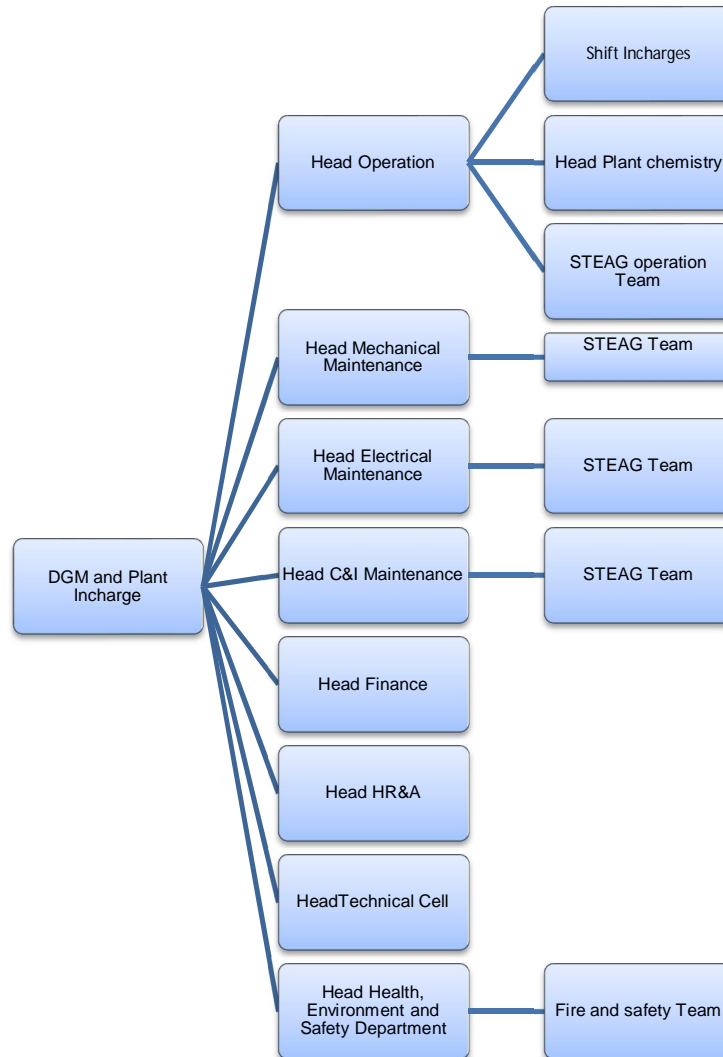 Shift Incharges
Head Operation
Head Plant chemistry
STEAG operation
Team
Head Mechanical
Maintenance
STEAG Team
Head Electrical
Maintenance
STEAG Team
DGM and Plant
Incharge
Head C&I Maintenance
STEAG Team
Head Finance
Head HR&A
HeadTechnical Cell
Head Health,
Environment and
Safety Department
Fire and safety Team